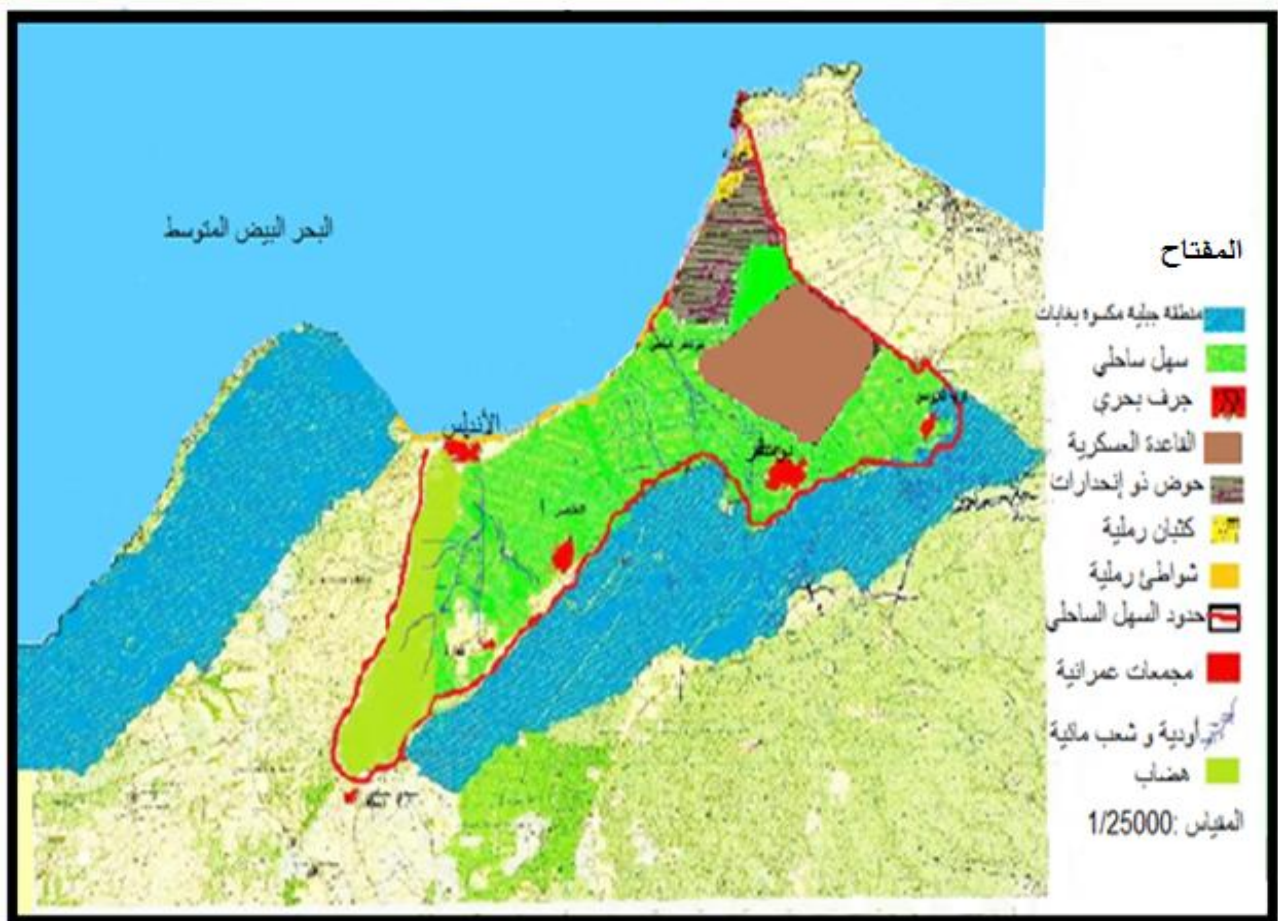 البحر البيض المتوسط
الأندلس
بوسفر
المفتاح
منطقة جبلية مكسوة بغابات
سهل ساحلي
جرف بحري
القاعدة العسكرية
حوض ذو إنحدارات
كثبان رملية
شواطئ رملية
حدود السهل الساحلي
مجمعات عمرانية
أودية و شعب مائية
هضاب
المقياس :1/25000